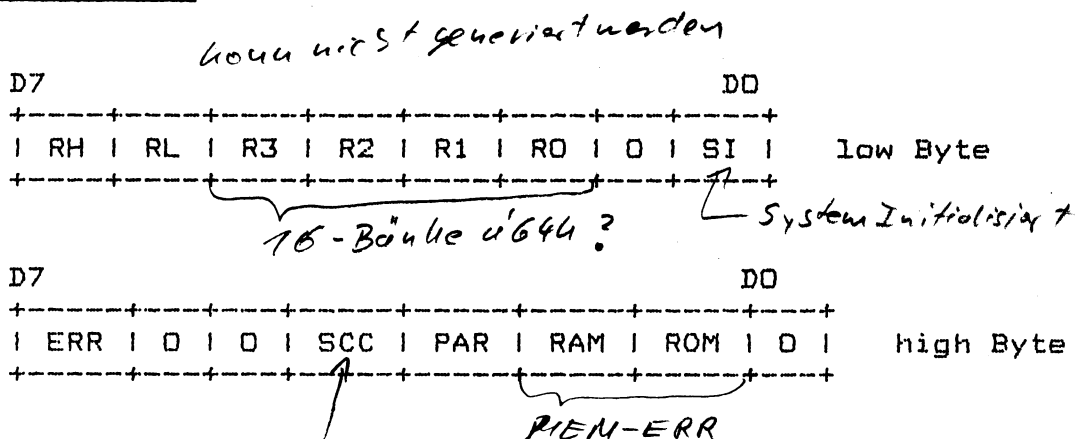 kann nicht generiert werden
D7 D0
+-----+----+----+----+----+----+---+----+
| RH | RL | R3 | R2 | R1 | R0 | 0 | SI | low Byte
+-----+----+----+----+----+----+---+----+
16-Bänke à 64k ?
System Initialisiert
D7 D0
+-----+---+---+-----+-----+-----+-----+---+
| ERR | 0 | 0 | SCC | PAR | RAM | ROM | 0 | high Byte
+-----+---+---+-----+-----+-----+-----+---+
MEM-ERR